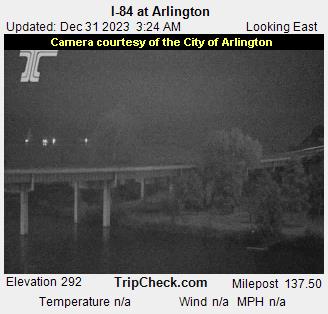 I-84 at Arlington
Updated: Dec 31 2023 3:24 AM Looking East
Camera courtesy of the City of Arlington
Elevation 292 TripCheck.com Milepost 137.50
Temperature n/a Wind n/a MPH n/a